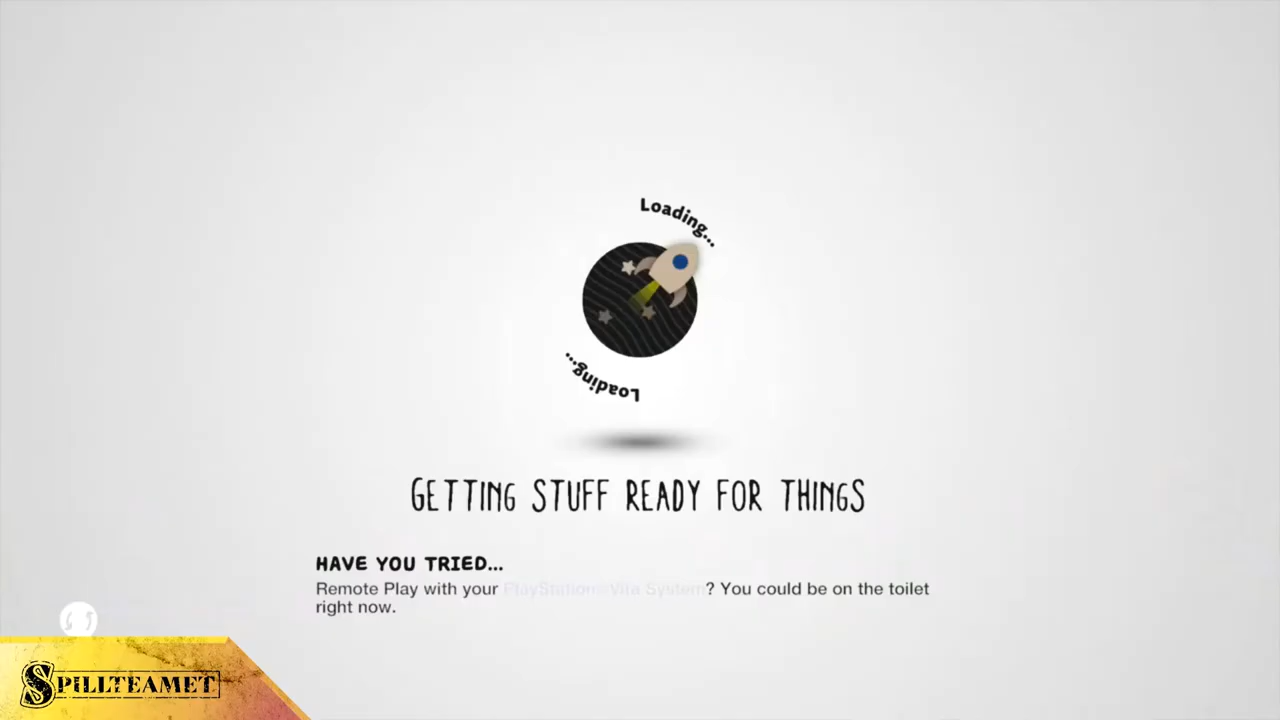 Loading...
Loading...
GETTING STUFF READY FOR THINGS
HAVE YOU TRIED...
Remote Play with your PlayStation®Vita System? You could be on the toilet
right now.
SPILLTEAMET